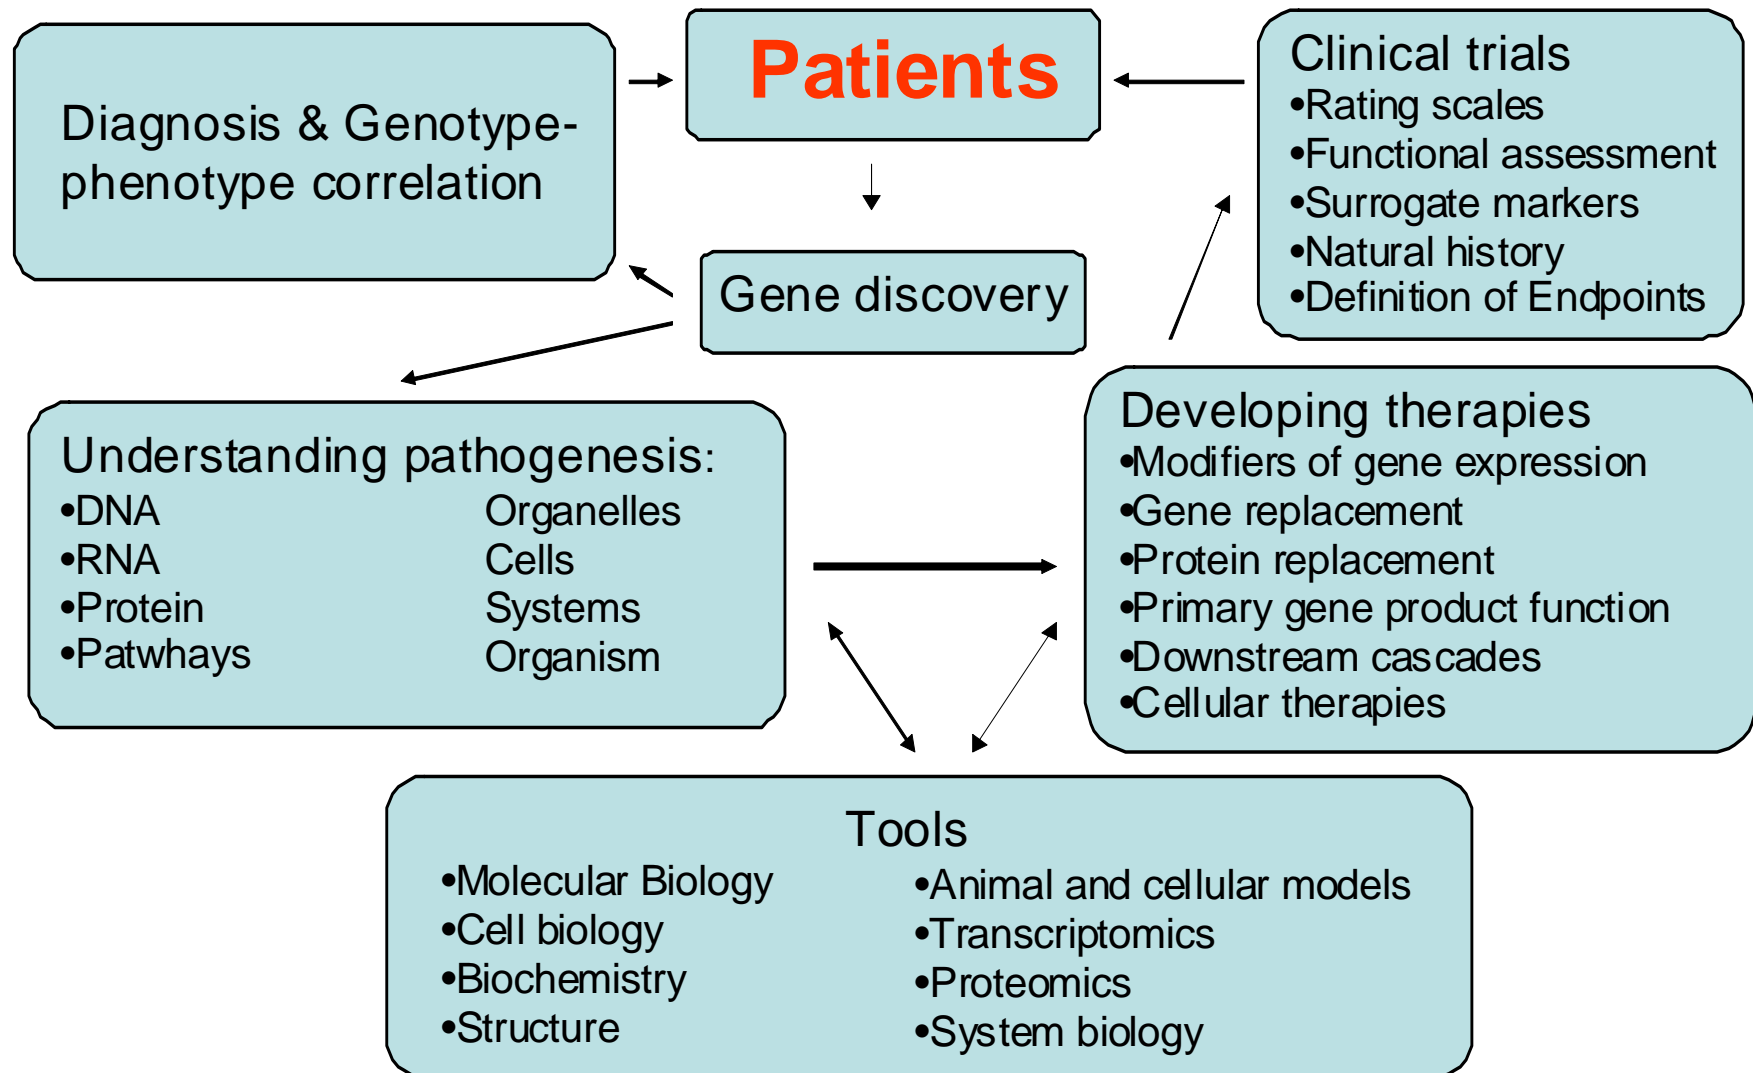 Patients
Diagnosis & Genotype-
phenotype correlation
Clinical trials
•Rating scales
•Functional assessment
•Surrogate markers
•Natural history
•Definition of Endpoints
Gene discovery
Understanding pathogenesis:
•DNA
•RNA
•Protein
•Patwhays
Organelles
Cells
Systems
Organism
Developing therapies
•Modifiers of gene expression
•Gene replacement
•Protein replacement
•Primary gene product function
•Downstream cascades
•Cellular therapies
Tools
•Molecular Biology
•Cell biology
•Biochemistry
•Structure
•Animal and cellular models
•Transcriptomics
•Proteomics
•System biology